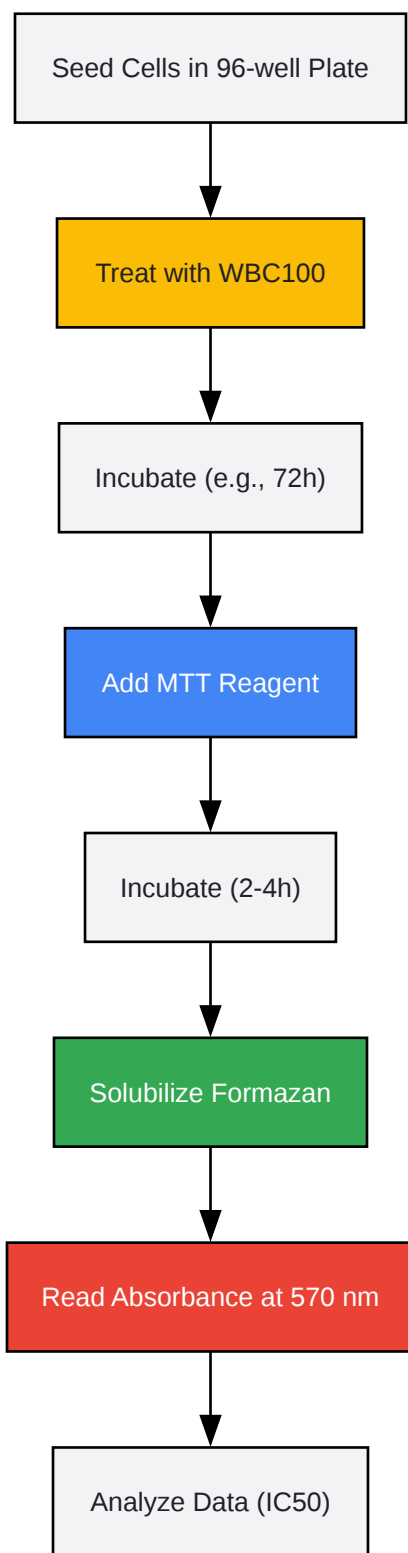 Seed Cells in 96-well Plate
Treat with WBC100
Incubate (e.g., 72h)
Add MTT Reagent
Incubate (2-4h)
Solubilize Formazan
Read Absorbance at 570 nm
Analyze Data (IC50)